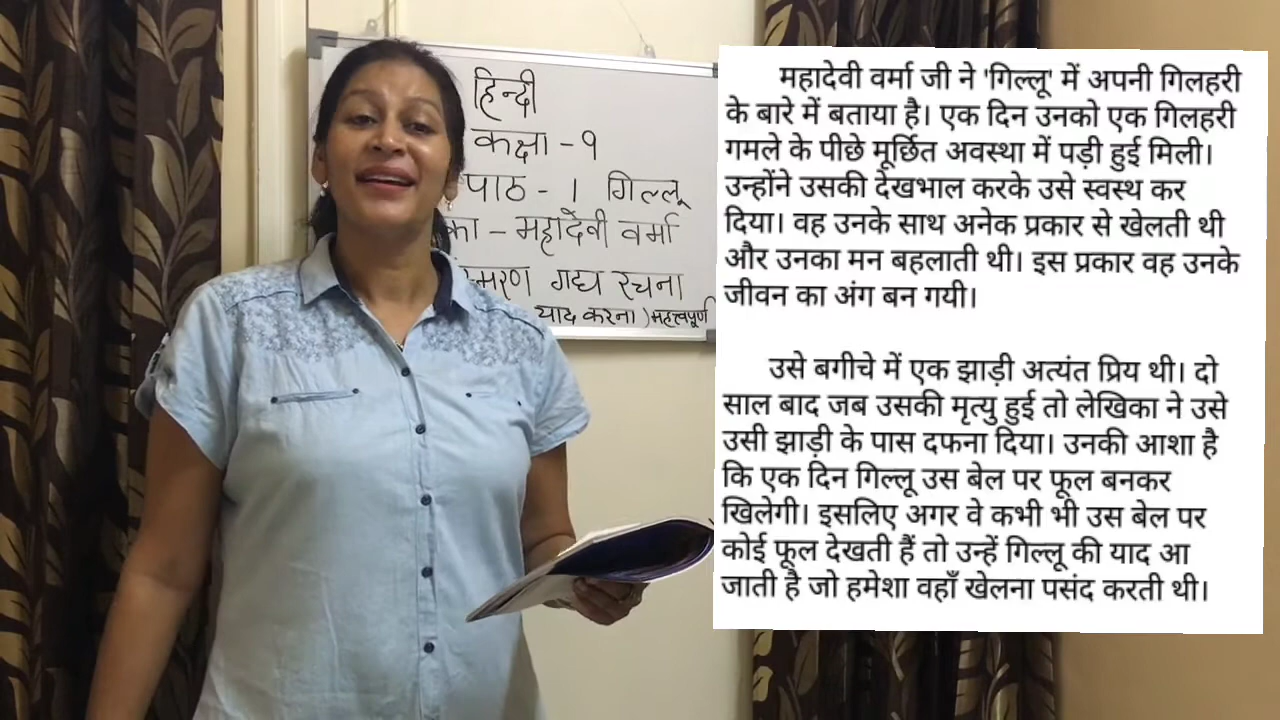 हिन्दी
कक्षा - ९
पाठ - 1 गिल्लू
का - महादेवी वर्मा
स्मरण गद्य रचना
याद करना ) महत्त्वपूर्ण
महादेवी वर्मा जी ने 'गिल्लू' में अपनी गिलहरी
के बारे में बताया है। एक दिन उनको एक गिलहरी
गमले के पीछे मूर्छित अवस्था में पड़ी हुई मिली।
उन्होंने उसकी देखभाल करके उसे स्वस्थ कर
दिया। वह उनके साथ अनेक प्रकार से खेलती थी
और उनका मन बहलाती थी। इस प्रकार वह उनके
जीवन का अंग बन गयी।
उसे बगीचे में एक झाड़ी अत्यंत प्रिय थी। दो
साल बाद जब उसकी मृत्यु हुई तो लेखिका ने उसे
उसी झाड़ी के पास दफना दिया। उनकी आशा है
कि एक दिन गिल्लू उस बेल पर फूल बनकर
खिलेगी। इसलिए अगर वे कभी भी उस बेल पर
कोई फूल देखती हैं तो उन्हें गिल्लू की याद आ
जाती है जो हमेशा वहाँ खेलना पसंद करती थी।